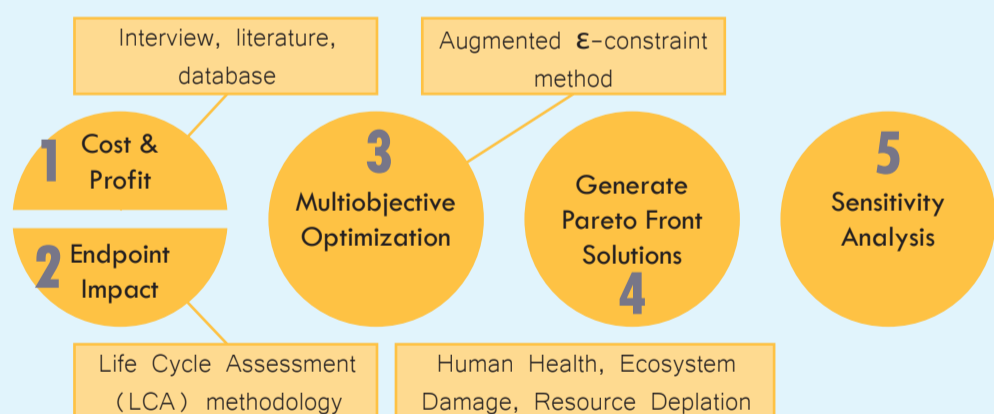 Interview, literature,
database
Augmented ε-constraint
method
1
Cost &
Profit
2
Endpoint
Impact
3
Multiobjective
Optimization
Generate
Pareto Front
Solutions
4
5
Sensitivity
Analysis
Life Cycle Assessment
(LCA) methodology
Human Health, Ecosystem
Damage, Resource Deplation